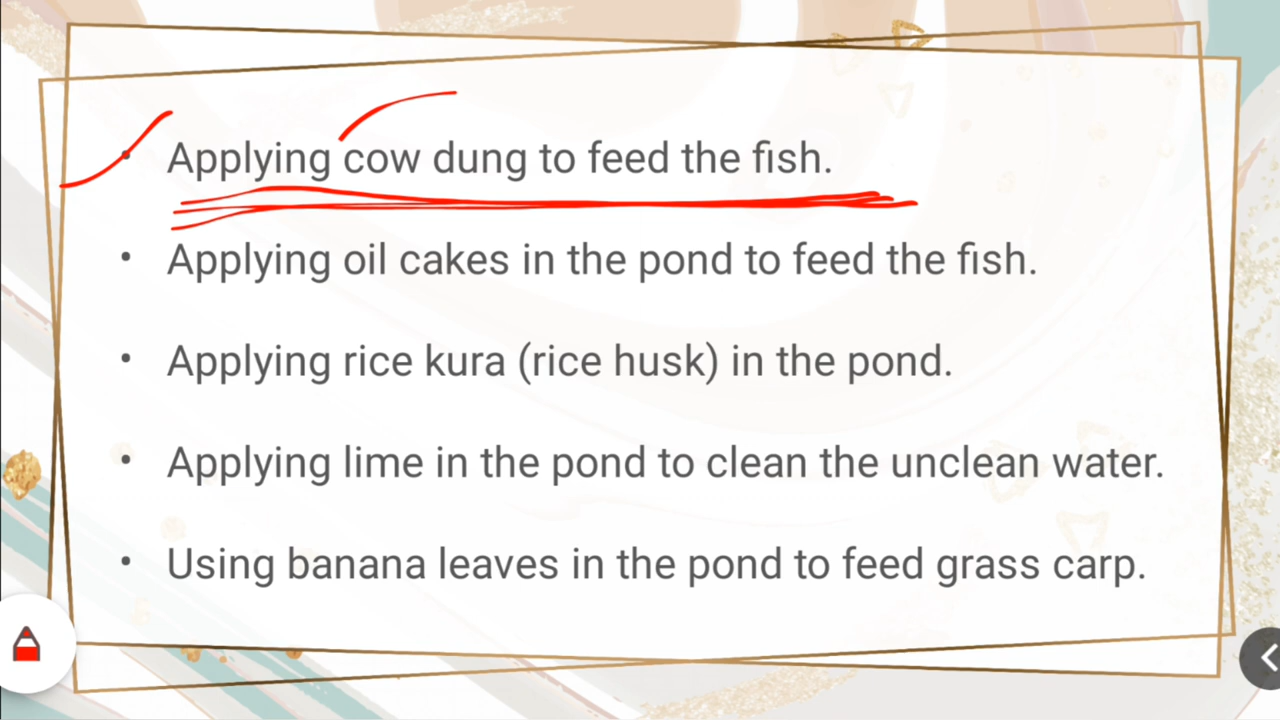 • Applying cow dung to feed the fish.
• Applying oil cakes in the pond to feed the fish.
• Applying rice kura (rice husk) in the pond.
• Applying lime in the pond to clean the unclean water.
• Using banana leaves in the pond to feed grass carp.